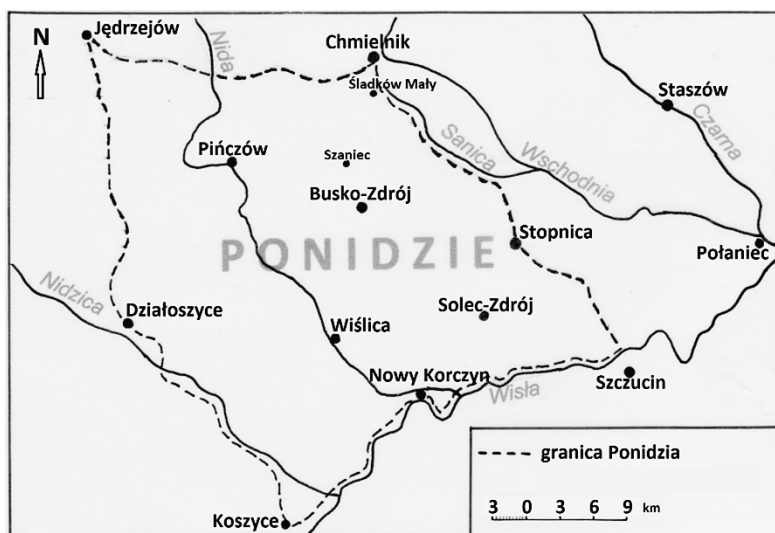 Jędrzejów
N
Nida
Chmielnik
Śladków Mały
Staszów
Czarna
Pińczów
Szaniec
Sanica
Wschodnia
Busko-Zdrój
Stopnica
Połaniec
PONIDZIE
Nidzica
Działoszyce
Solec-Zdrój
Wiślica
Nowy Korczyn
Wisła
Szczucin
Koszyce
granica Ponidzia
3 0 3 6 9 km